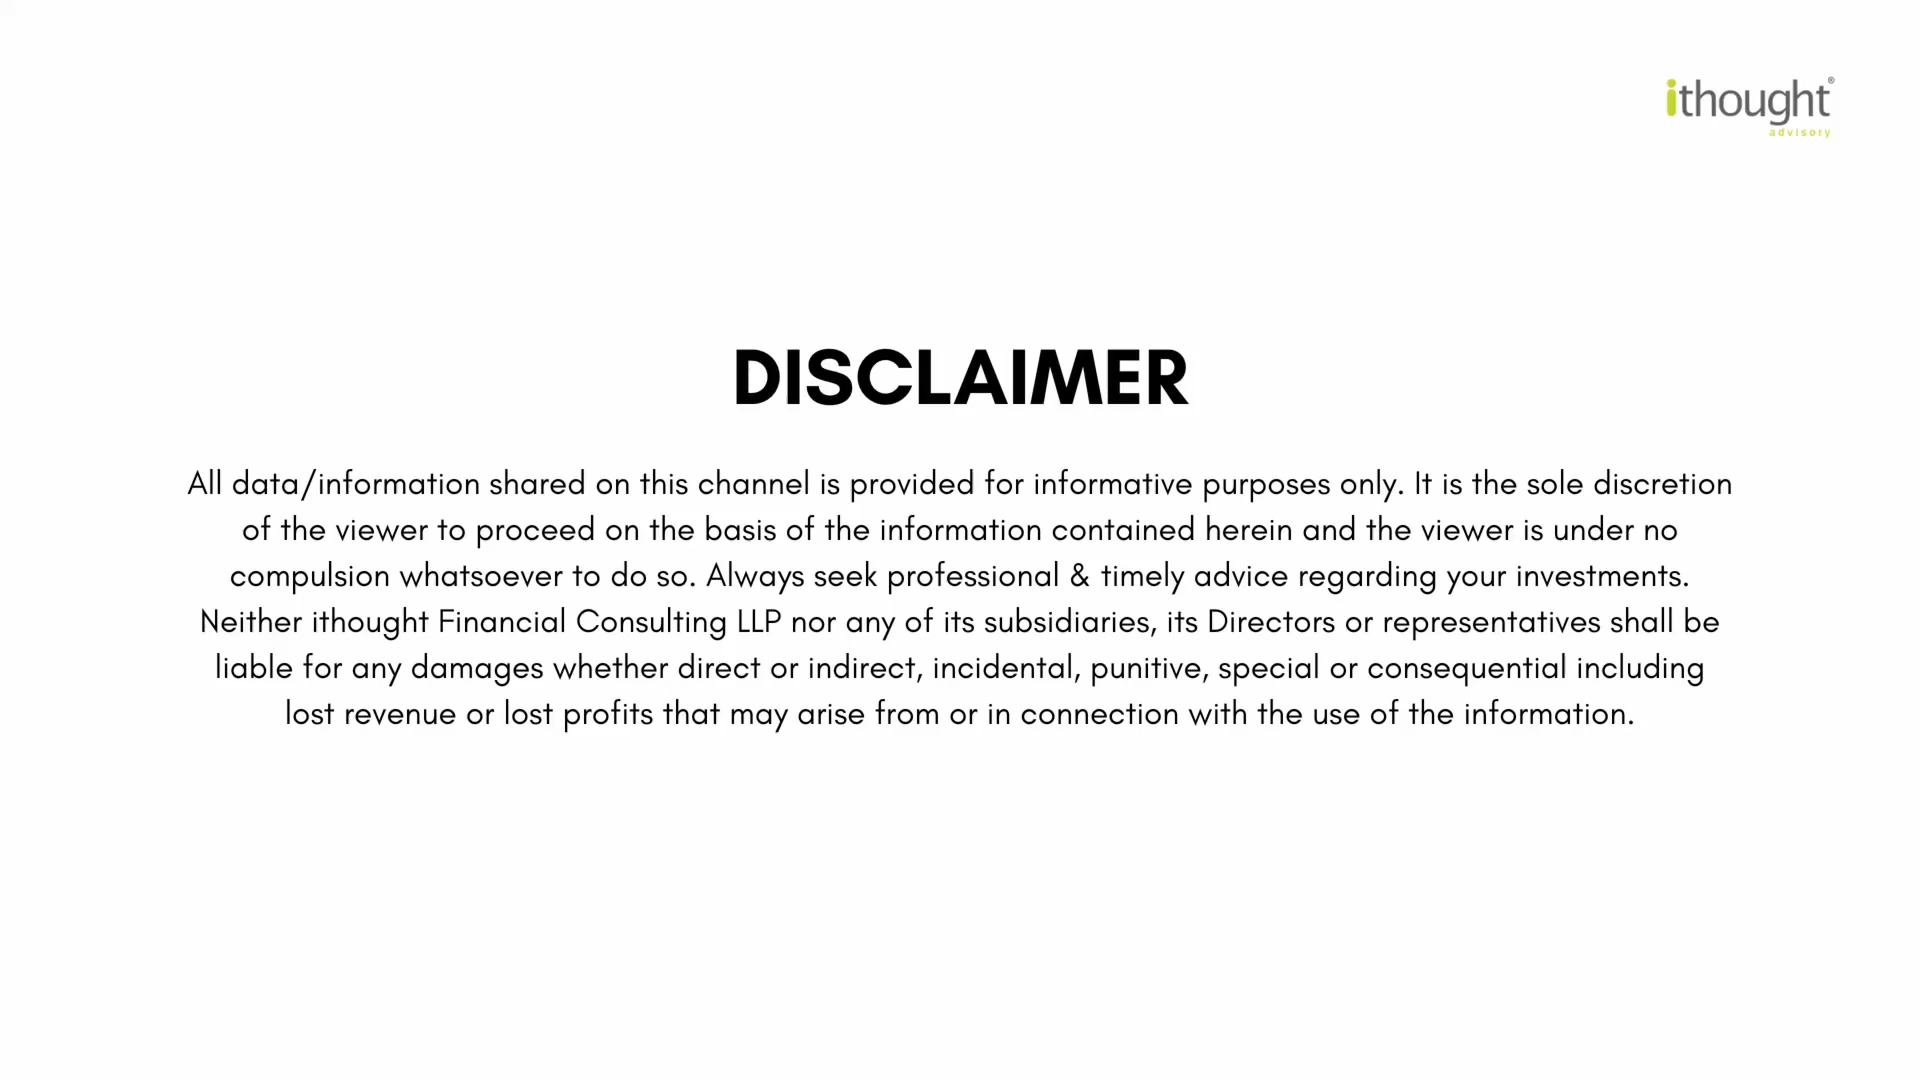 ithought®
advisory
DISCLAIMER
All data/information shared on this channel is provided for informative purposes only. It is the sole discretion
of the viewer to proceed on the basis of the information contained herein and the viewer is under no
compulsion whatsoever to do so. Always seek professional & timely advice regarding your investments.
Neither ithought Financial Consulting LLP nor any of its subsidiaries, its Directors or representatives shall be
liable for any damages whether direct or indirect, incidental, punitive, special or consequential including
lost revenue or lost profits that may arise from or in connection with the use of the information.